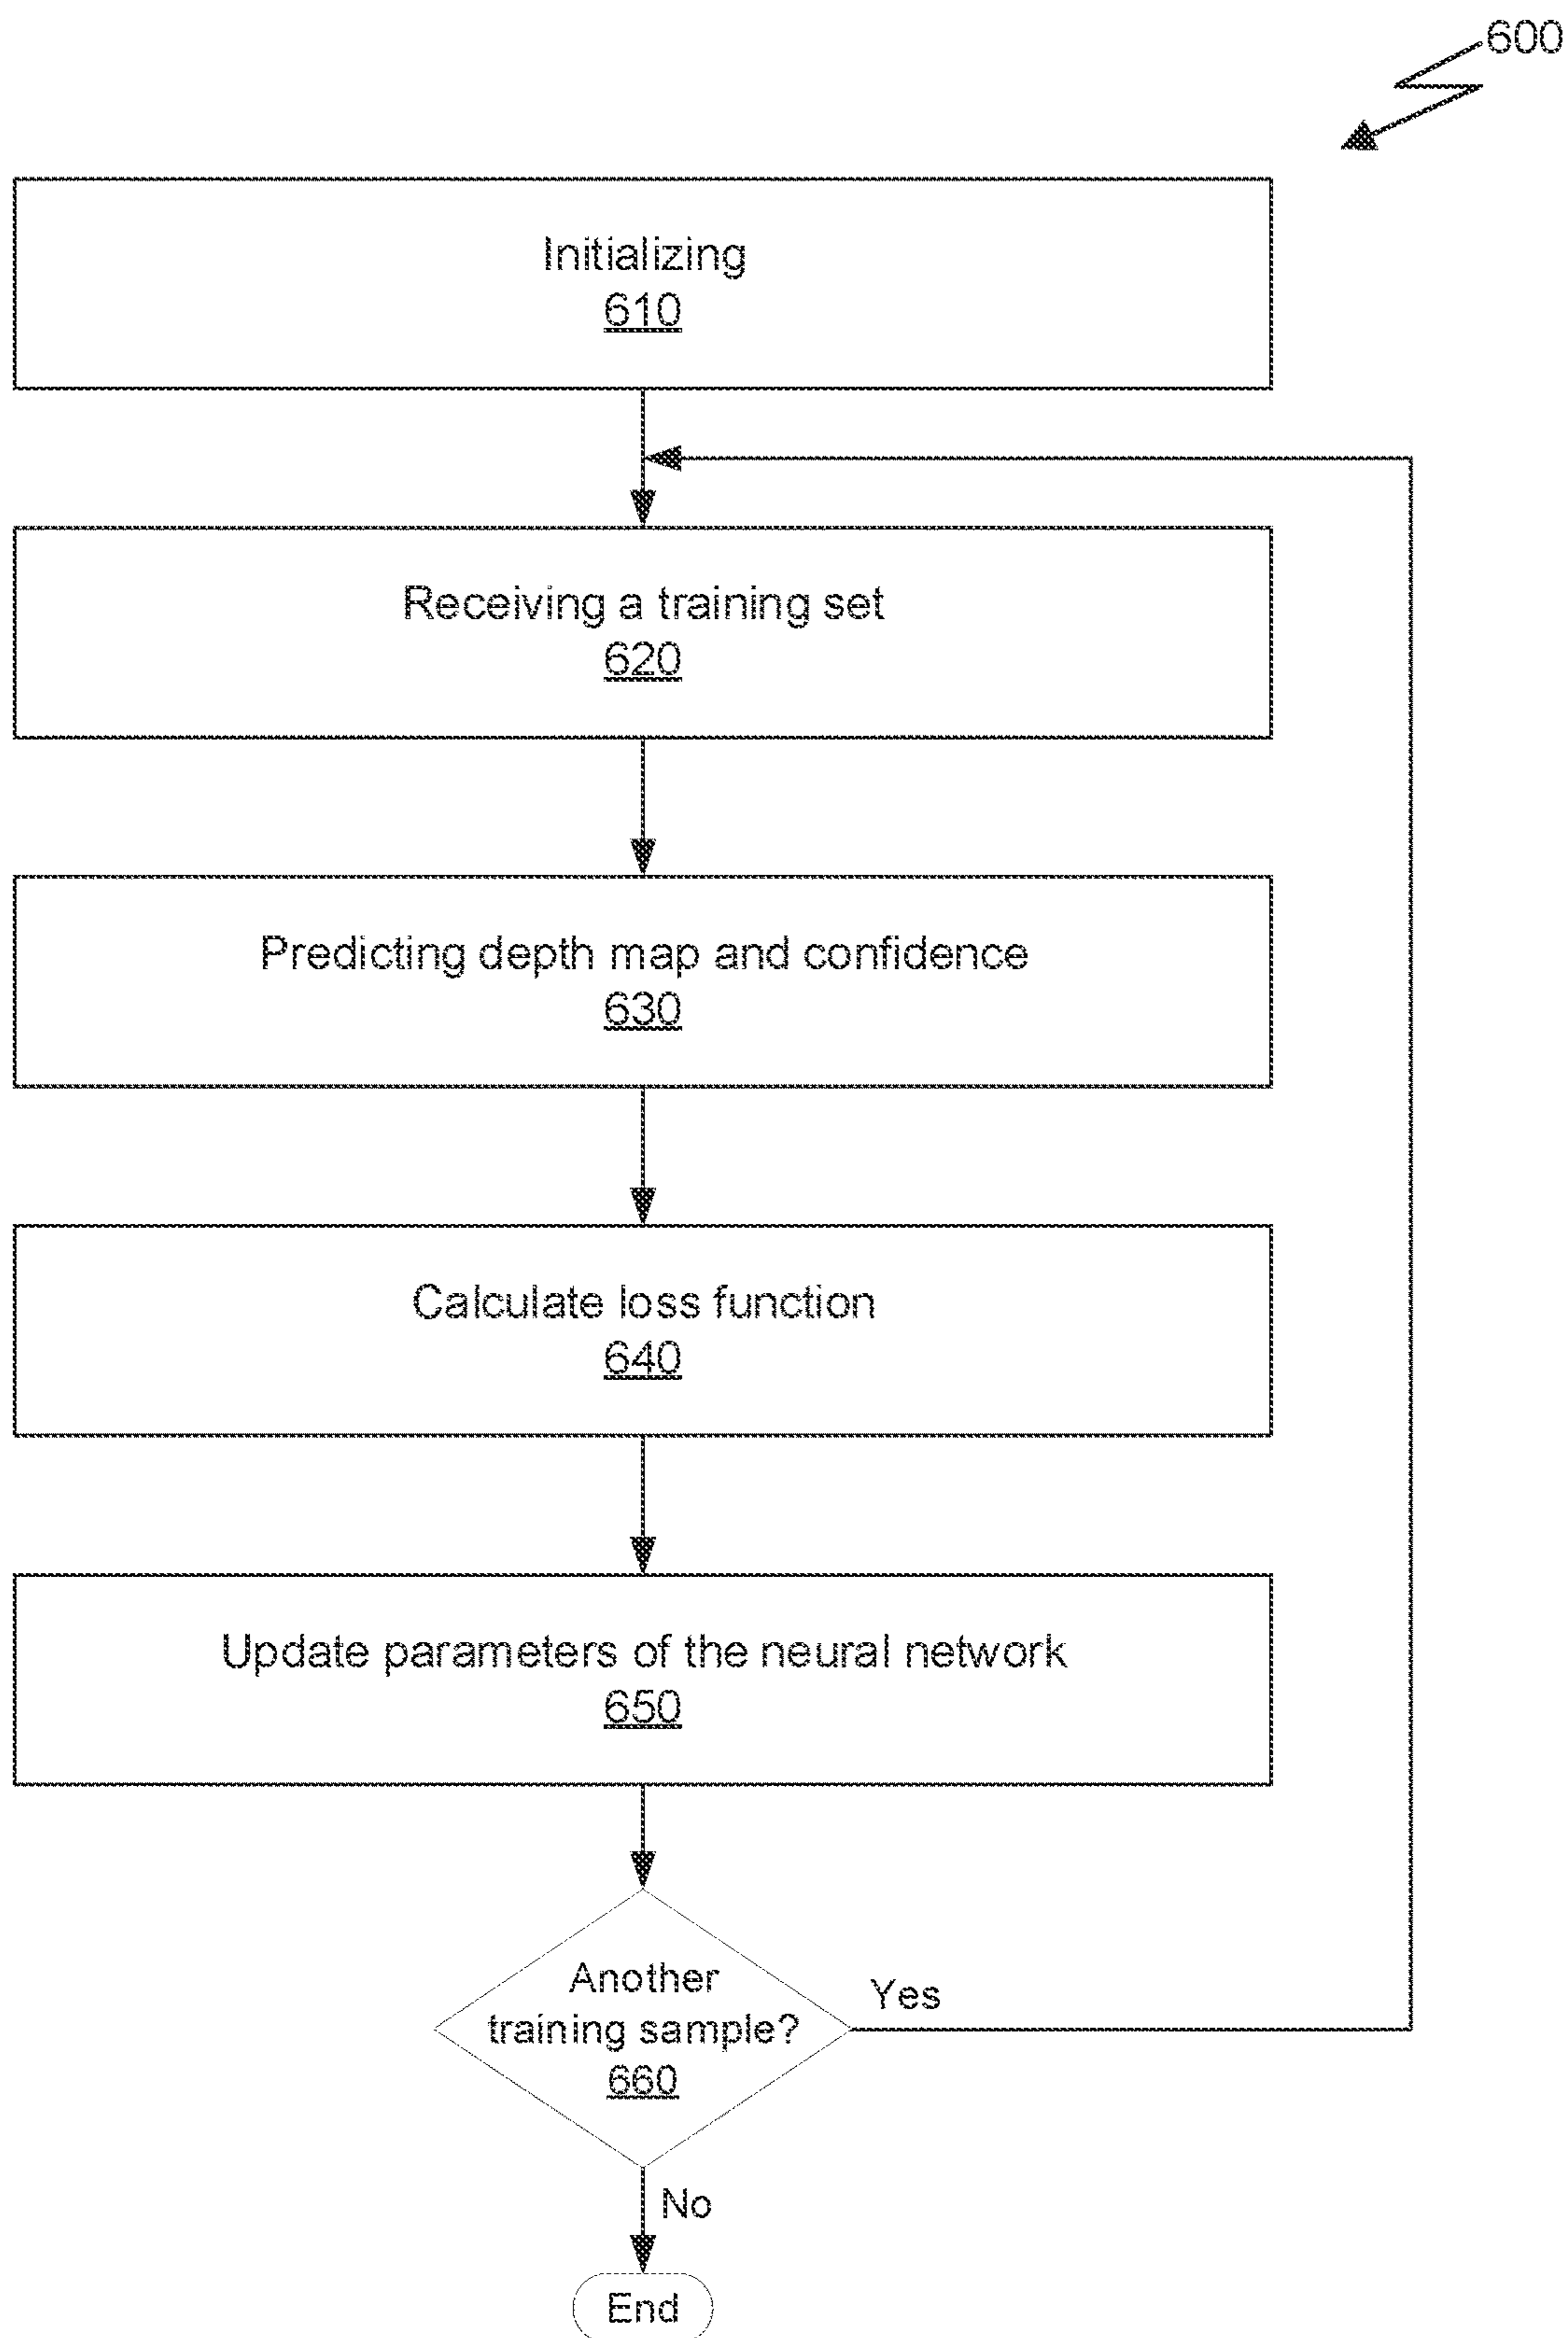 600
Initializing
610
Receiving a training set
620
Predicting depth map and confidence
630
Calculate loss function
640
Update parameters of the neural network
650
Another
training sample?
660
Yes
No
End